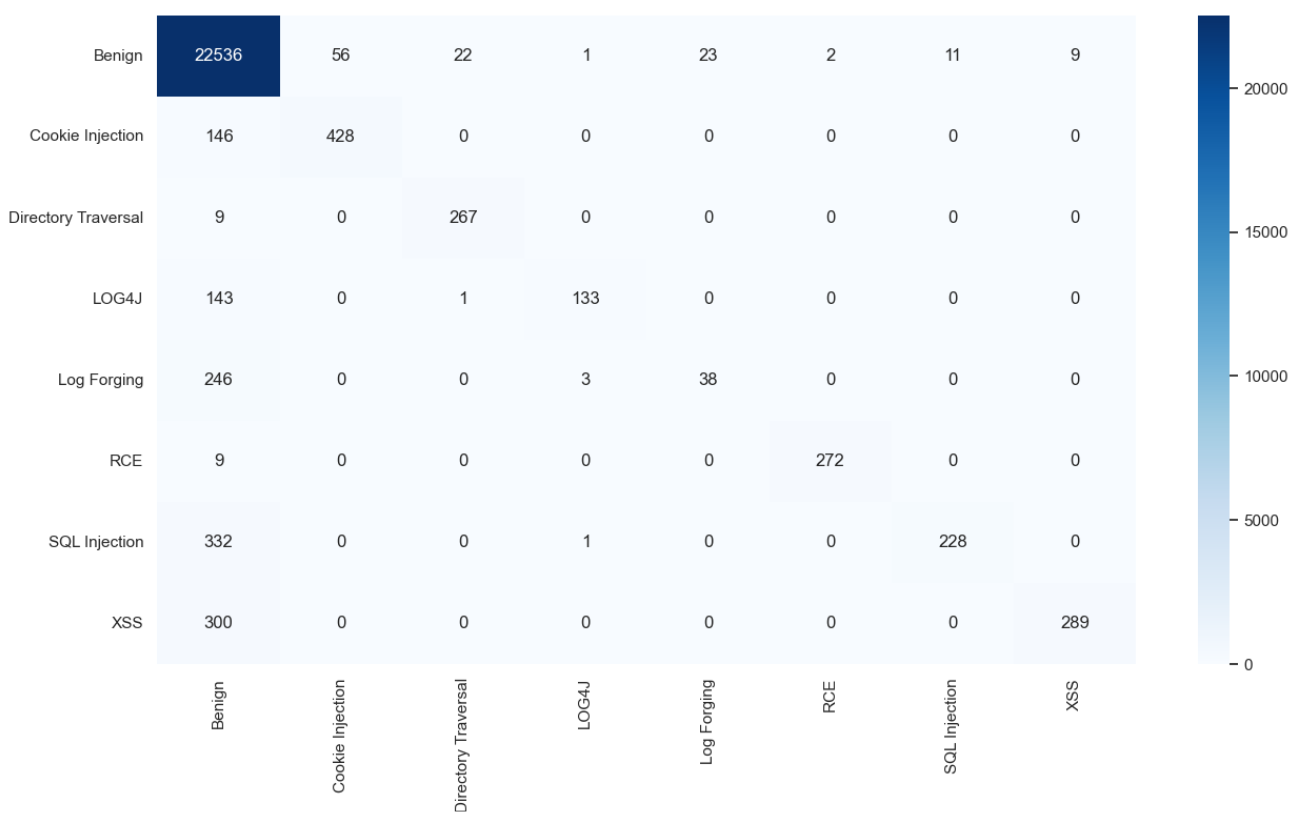 Benign 22536 56 22 1 23 2 11 9
Cookie Injection 146 428 0 0 0 0 0 0
Directory Traversal 9 0 267 0 0 0 0 0
LOG4J 143 0 1 133 0 0 0 0
Log Forging 246 0 0 3 38 0 0 0
RCE 9 0 0 0 0 272 0 0
SQL Injection 332 0 0 1 0 0 228 0
XSS 300 0 0 0 0 0 0 289
Benign
Cookie Injection
Directory Traversal
LOG4J
Log Forging
RCE
SQL Injection
XSS
20000
15000
10000
5000
0